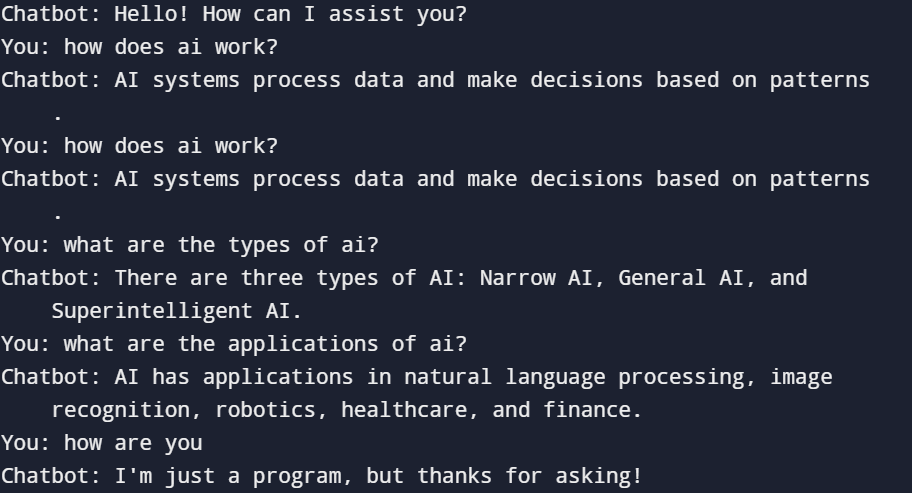 Chatbot: Hello! How can I assist you?
You: how does ai work?
Chatbot: AI systems process data and make decisions based on patterns
.
You: how does ai work?
Chatbot: AI systems process data and make decisions based on patterns
.
You: what are the types of ai?
Chatbot: There are three types of AI: Narrow AI, General AI, and
Superintelligent AI.
You: what are the applications of ai?
Chatbot: AI has applications in natural language processing, image
recognition, robotics, healthcare, and finance.
You: how are you
Chatbot: I'm just a program, but thanks for asking!